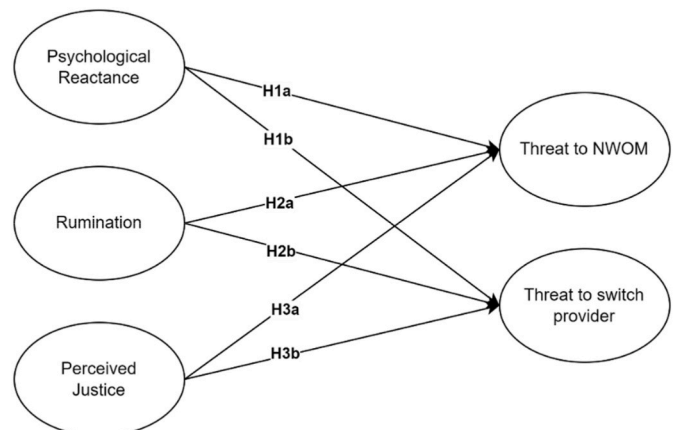 Psychological
Reactance
H1a
H1b
Threat to NWOM
Rumination
H2a
H2b
Threat to switch
provider
H3a
H3b
Perceived
Justice